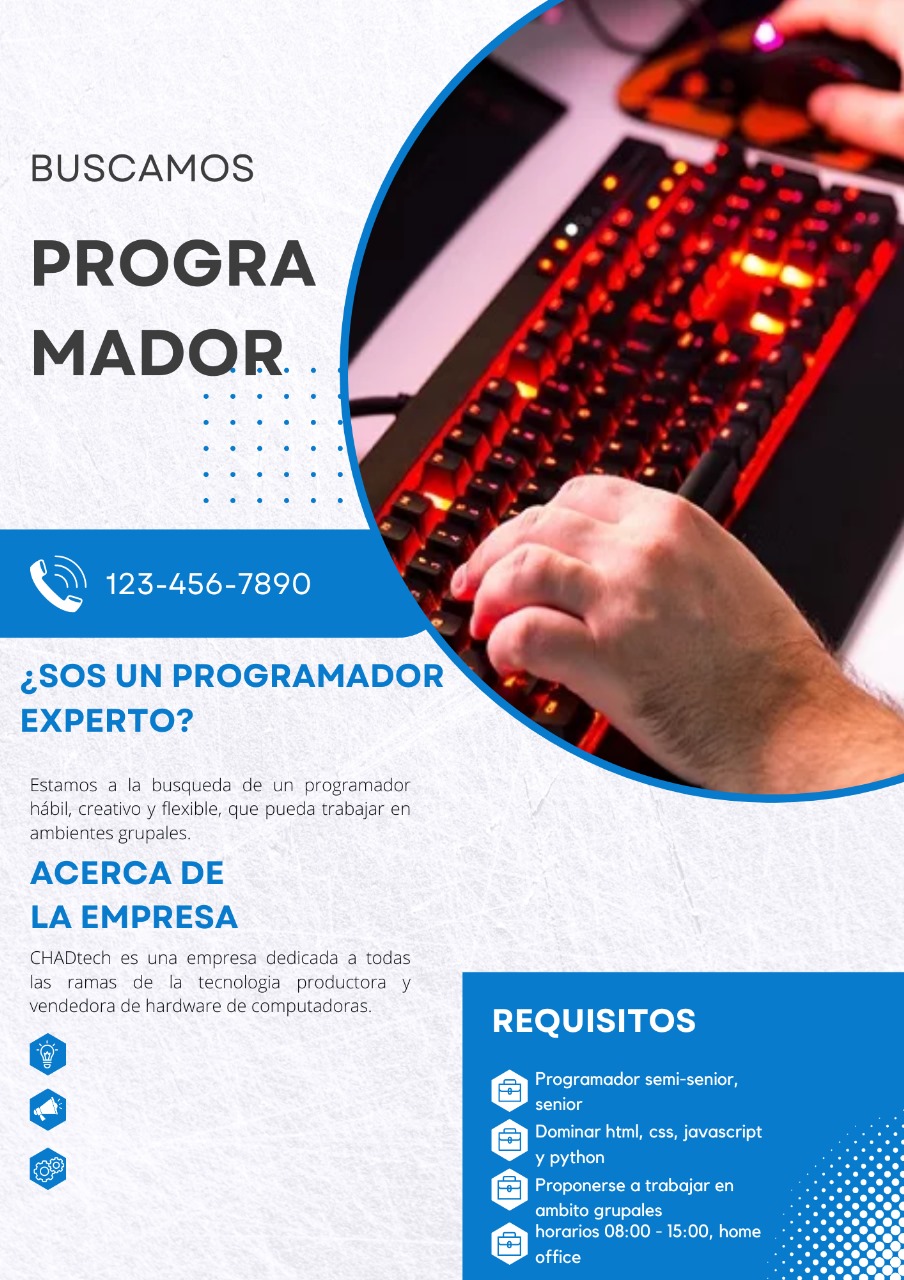 BUSCAMOS
PROGRA
MADOR
123-456-7890
¿SOS UN PROGRAMADOR
EXPERTO?
Estamos a la busqueda de un programador
hábil, creativo y flexible, que pueda trabajar en
ambientes grupales.
ACERCA DE
LA EMPRESA
CHADtech es una empresa dedicada a todas
las ramas de la tecnologia productora y
vendedora de hardware de computadoras.
REQUISITOS
Programador semi-senior,
senior
Dominar html, css, javascript
y python
Proponerse a trabajar en
ambito grupales
horarios 08:00 - 15:00, home
office